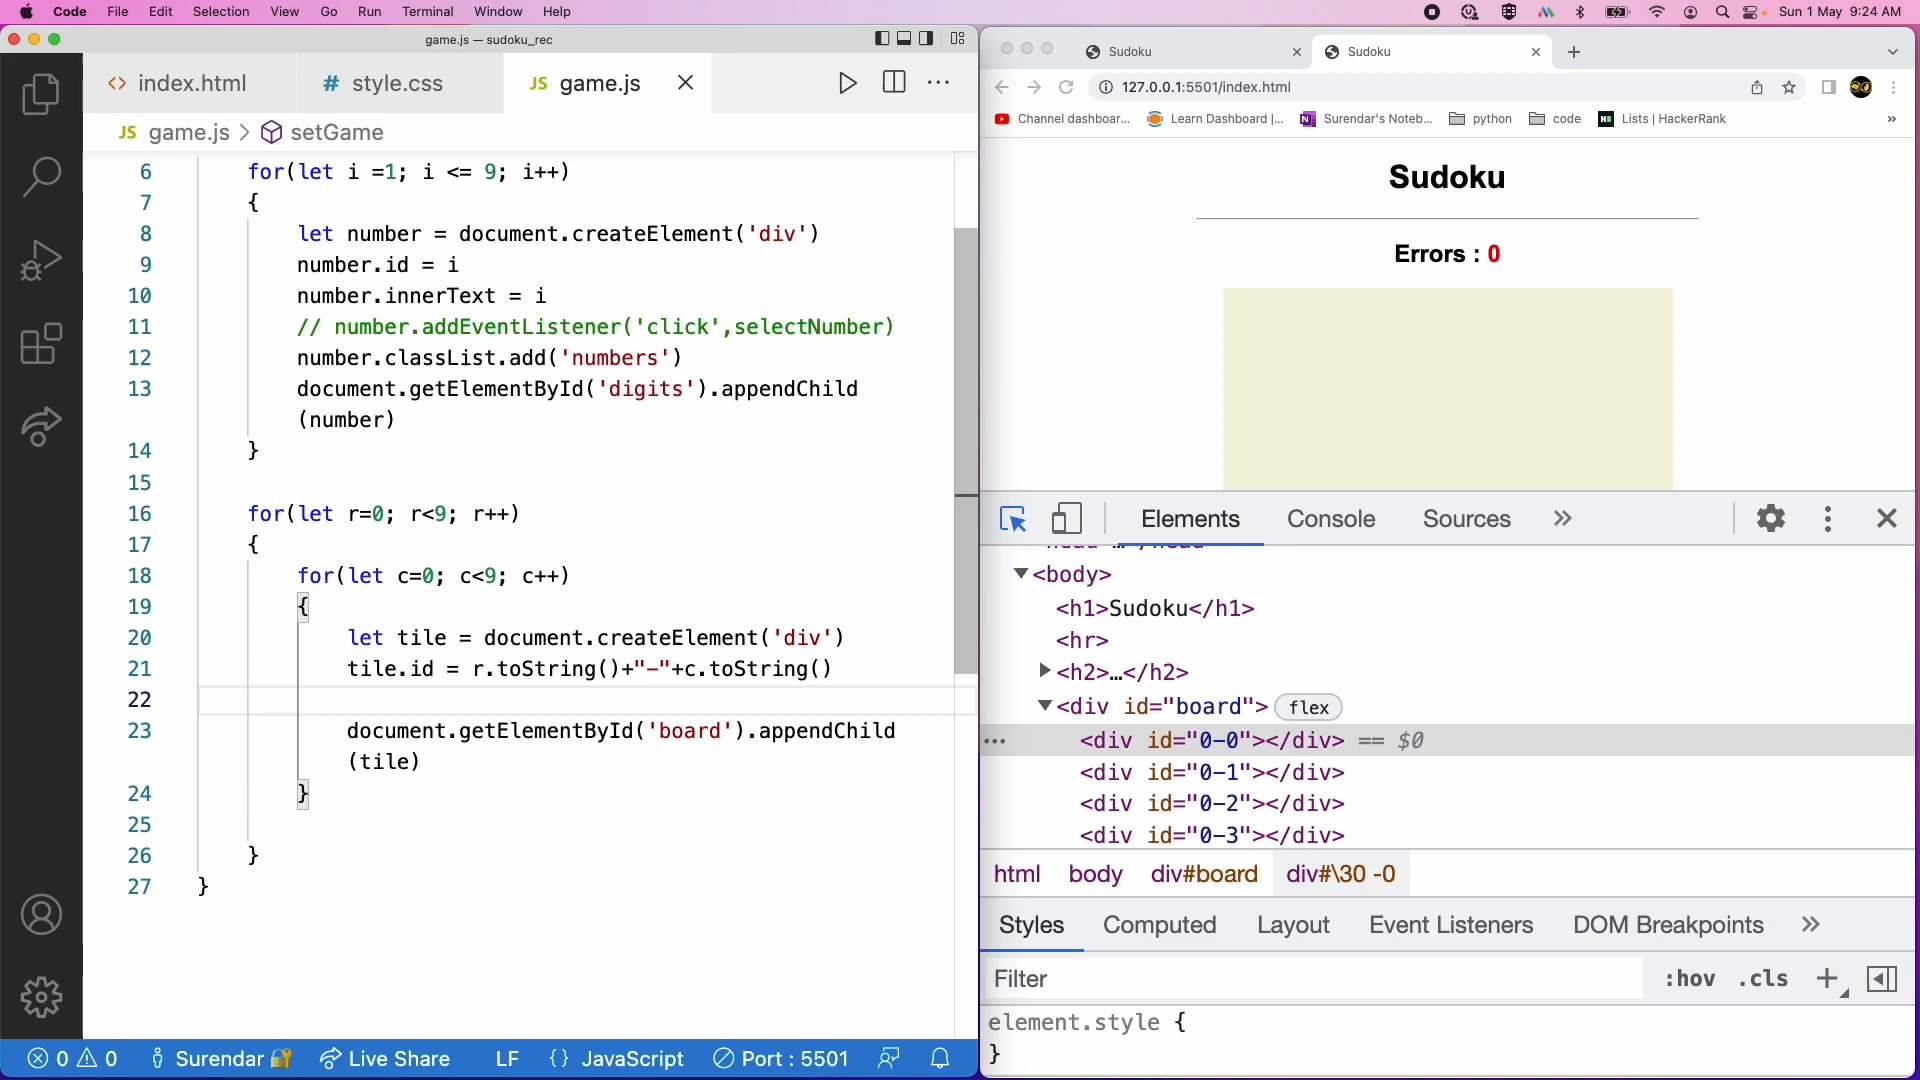 Code File Edit Selection View Go Run Terminal Window Help
Sun 1 May 9:24 AM
game.js — sudoku_rec
index.html
# style.css
JS game.js
JS game.js > setGame
6 for(let i =1; i <= 9; i++)
7 {
8 let number = document.createElement('div')
9 number.id = i
10 number.innerText = i
11 // number.addEventListener('click',selectNumber)
12 number.classList.add('numbers')
13 document.getElementById('digits').appendChild
(number)
14 }
15
16 for(let r=0; r<9; r++)
17 {
18 for(let c=0; c<9; c++)
19 {
20 let tile = document.createElement('div')
21 tile.id = r.toString()+"-"+c.toString()
22
23 document.getElementById('board').appendChild
(tile)
24 }
25
26 }
27 }
0 0 Surendar Live Share LF {} JavaScript Port : 5501
Sudoku
Sudoku
127.0.0.1:5501/index.html
Channel dashboar... Learn Dashboard |... Surendar's Noteb... python code Lists | HackerRank »
Sudoku
Errors : 0
Elements Console Sources »
<body>
<h1>Sudoku</h1>
<hr>
<h2>…</h2>
<div id="board"> flex
<div id="0-0"></div> == $0
<div id="0-1"></div>
<div id="0-2"></div>
<div id="0-3"></div>
html body div#board div#\30 -0
Styles Computed Layout Event Listeners DOM Breakpoints »
Filter :hov .cls +
element.style {
}